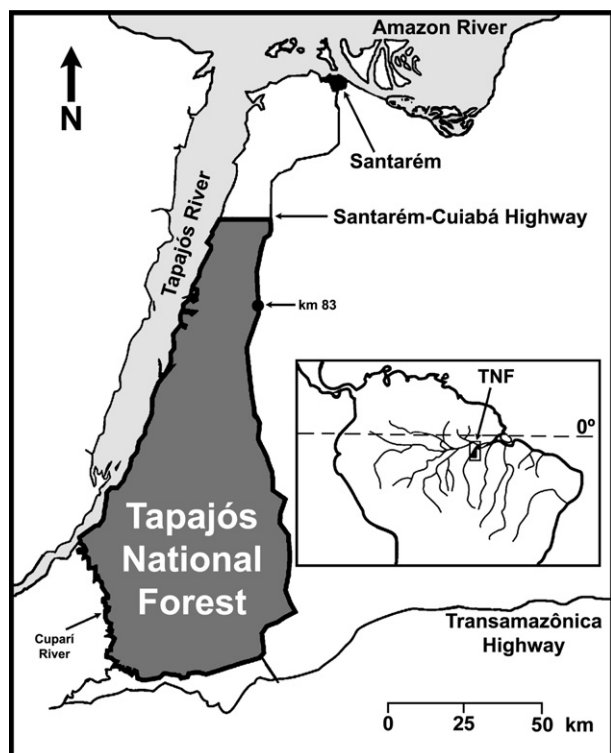 Amazon River
N
Santarém
Tapajós River
Santarém-Cuiabá Highway
km 83
TNF
0º
Tapajós
National
Forest
Cuparí
River
Transamazônica
Highway
0 25 50 km